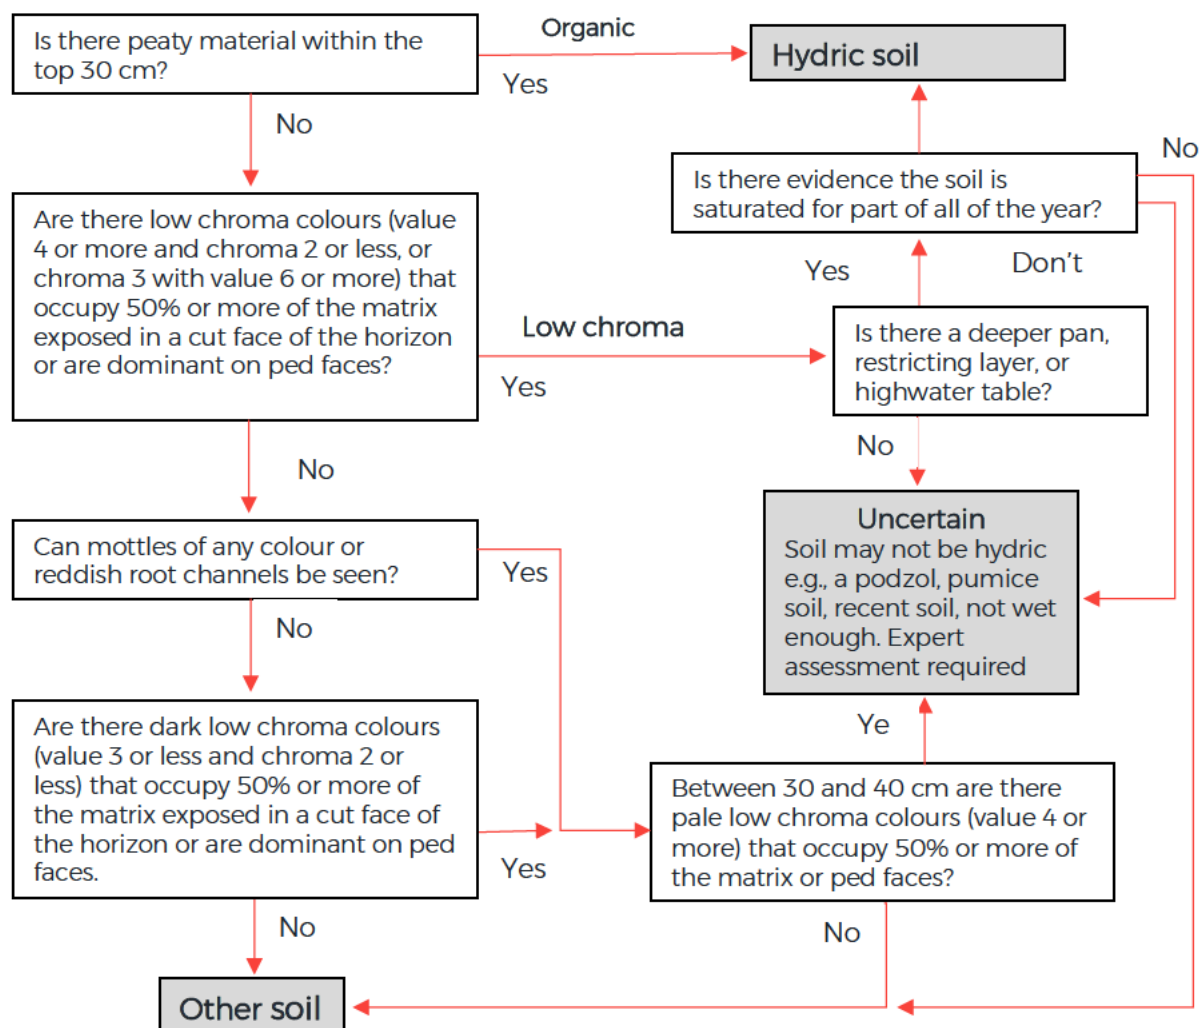 Is there peaty material within the
top 30 cm?
Organic
Yes
Hydric soil
No
No
Is there evidence the soil is
saturated for part of all of the year?
Are there low chroma colours (value
4 or more and chroma 2 or less, or
chroma 3 with value 6 or more) that
occupy 50% or more of the matrix
exposed in a cut face of the horizon
or are dominant on ped faces?
Yes
Don't
Low chroma
Yes
Is there a deeper pan,
restricting layer, or
highwater table?
No
No
Uncertain
Soil may not be hydric
e.g., a podzol, pumice
soil, recent soil, not wet
enough. Expert
assessment required
Can mottles of any colour or
reddish root channels be seen?
Yes
No
Ye
Are there dark low chroma colours
(value 3 or less and chroma 2 or
less) that occupy 50% or more of
the matrix exposed in a cut face of
the horizon or are dominant on ped
faces.
Yes
Between 30 and 40 cm are there
pale low chroma colours (value 4 or
more) that occupy 50% or more of
the matrix or ped faces?
No
No
Other soil